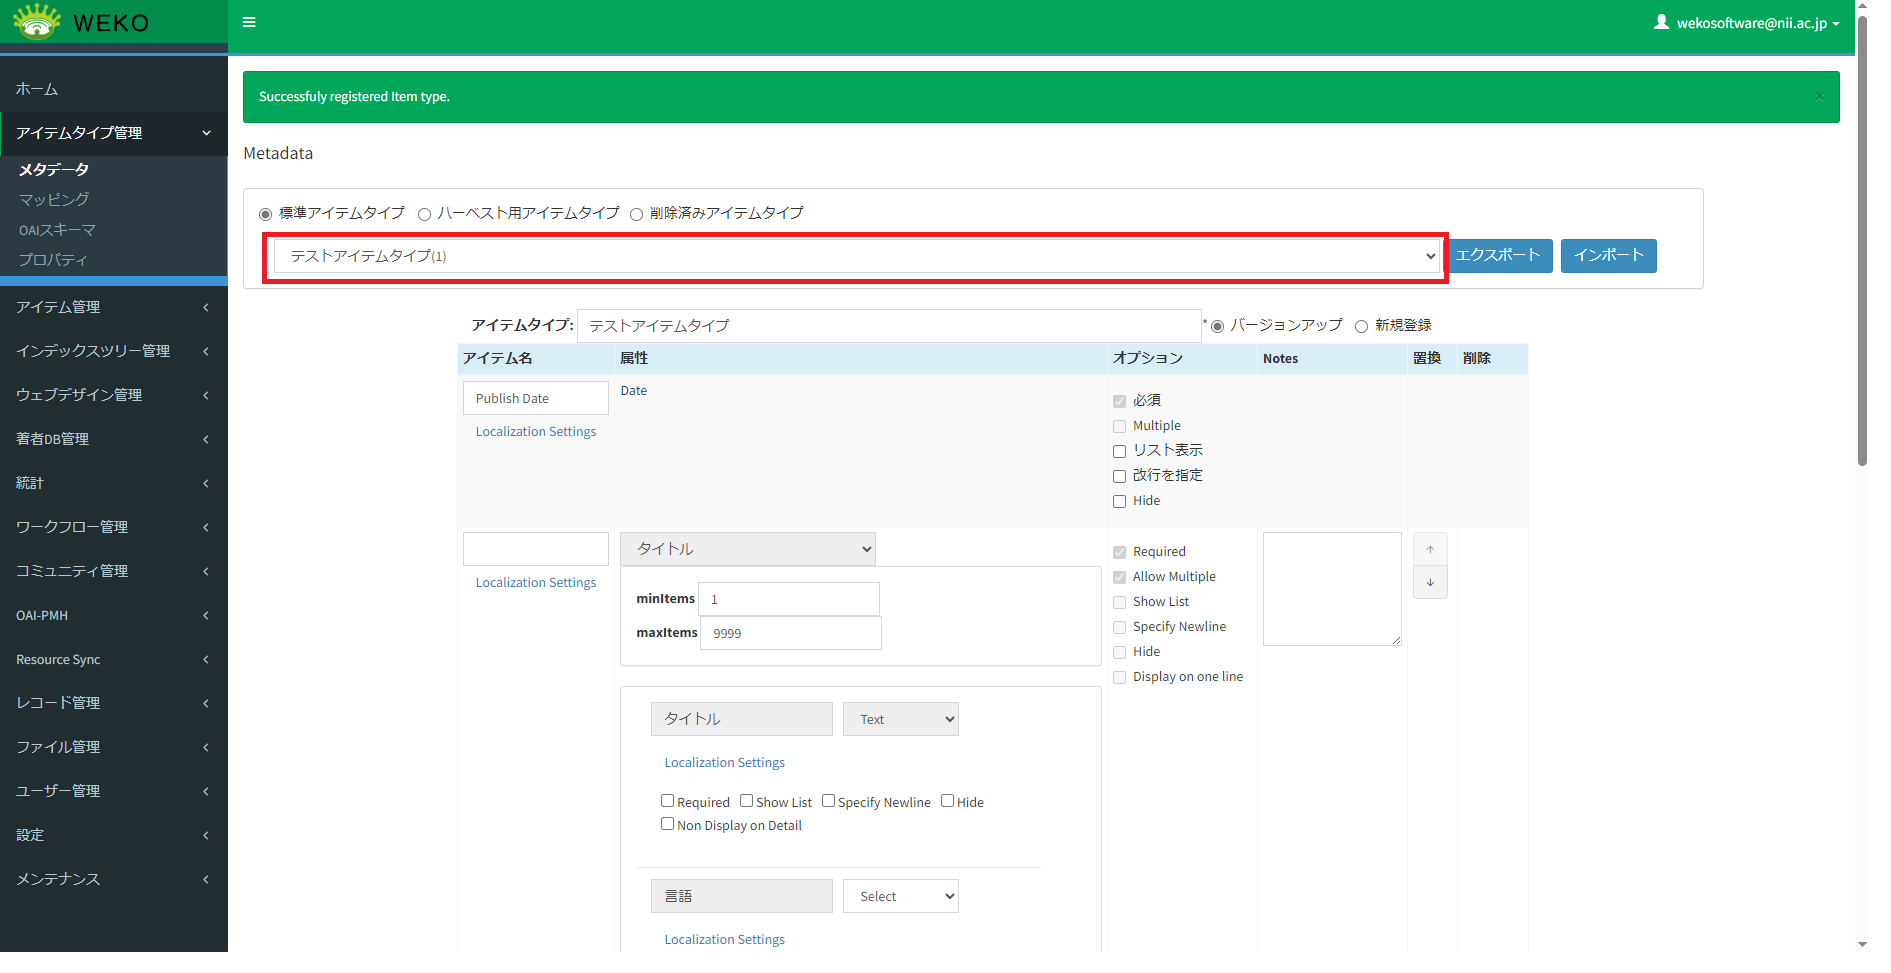 WEKO
wekosoftware@nii.ac.jp
ホーム
アイテムタイプ管理
メタデータ
マッピング
OAIスキーマ
プロパティ
アイテム管理
インデックスツリー管理
ウェブデザイン管理
著者DB管理
統計
ワークフロー管理
コミュニティ管理
OAI-PMH
Resource Sync
レコード管理
ファイル管理
ユーザー管理
設定
メンテナンス
Successfuly registered Item type.
×
Metadata
標準アイテムタイプ ハーベスト用アイテムタイプ 削除済みアイテムタイプ
テストアイテムタイプ(1) エクスポート インポート
アイテムタイプ: テストアイテムタイプ * バージョンアップ 新規登録
アイテム名 属性 オプション Notes 置換 削除
Publish Date
Localization Settings
Date
必須
Multiple
リスト表示
改行を指定
Hide
Localization Settings
タイトル
minItems 1
maxItems 9999
Required
Allow Multiple
Show List
Specify Newline
Hide
Display on one line
↑
↓
タイトル Text
Localization Settings
Required Show List Specify Newline Hide
Non Display on Detail
言語 Select
Localization Settings